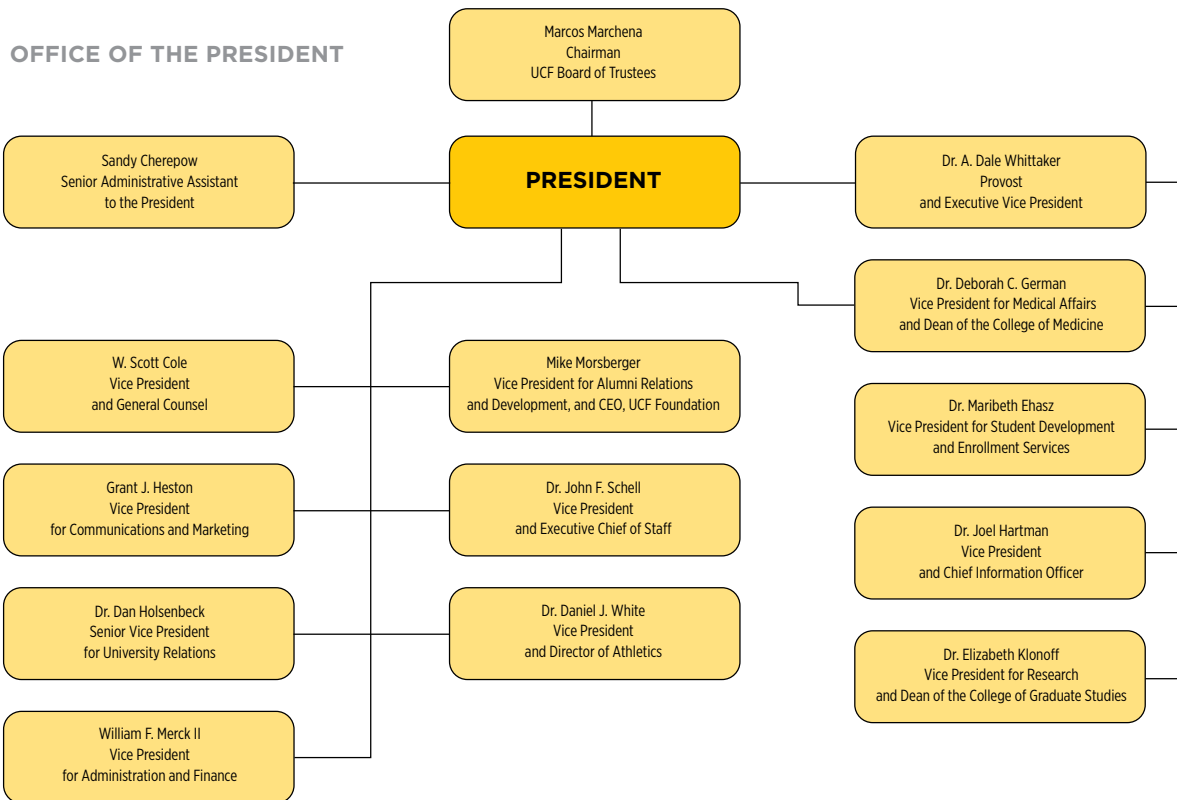 OFFICE OF THE PRESIDENT
Marcos Marchena
Chairman
UCF Board of Trustees
Sandy Cherepow
Senior Administrative Assistant
to the President
PRESIDENT
Dr. A. Dale Whittaker
Provost
and Executive Vice President
Dr. Deborah C. German
Vice President for Medical Affairs
and Dean of the College of Medicine
W. Scott Cole
Vice President
and General Counsel
Mike Morsberger
Vice President for Alumni Relations
and Development, and CEO, UCF Foundation
Dr. Maribeth Ehasz
Vice President for Student Development
and Enrollment Services
Grant J. Heston
Vice President
for Communications and Marketing
Dr. John F. Schell
Vice President
and Executive Chief of Staff
Dr. Joel Hartman
Vice President
and Chief Information Officer
Dr. Dan Holsenbeck
Senior Vice President
for University Relations
Dr. Daniel J. White
Vice President
and Director of Athletics
Dr. Elizabeth Klonoff
Vice President for Research
and Dean of the College of Graduate Studies
William F. Merck II
Vice President
for Administration and Finance